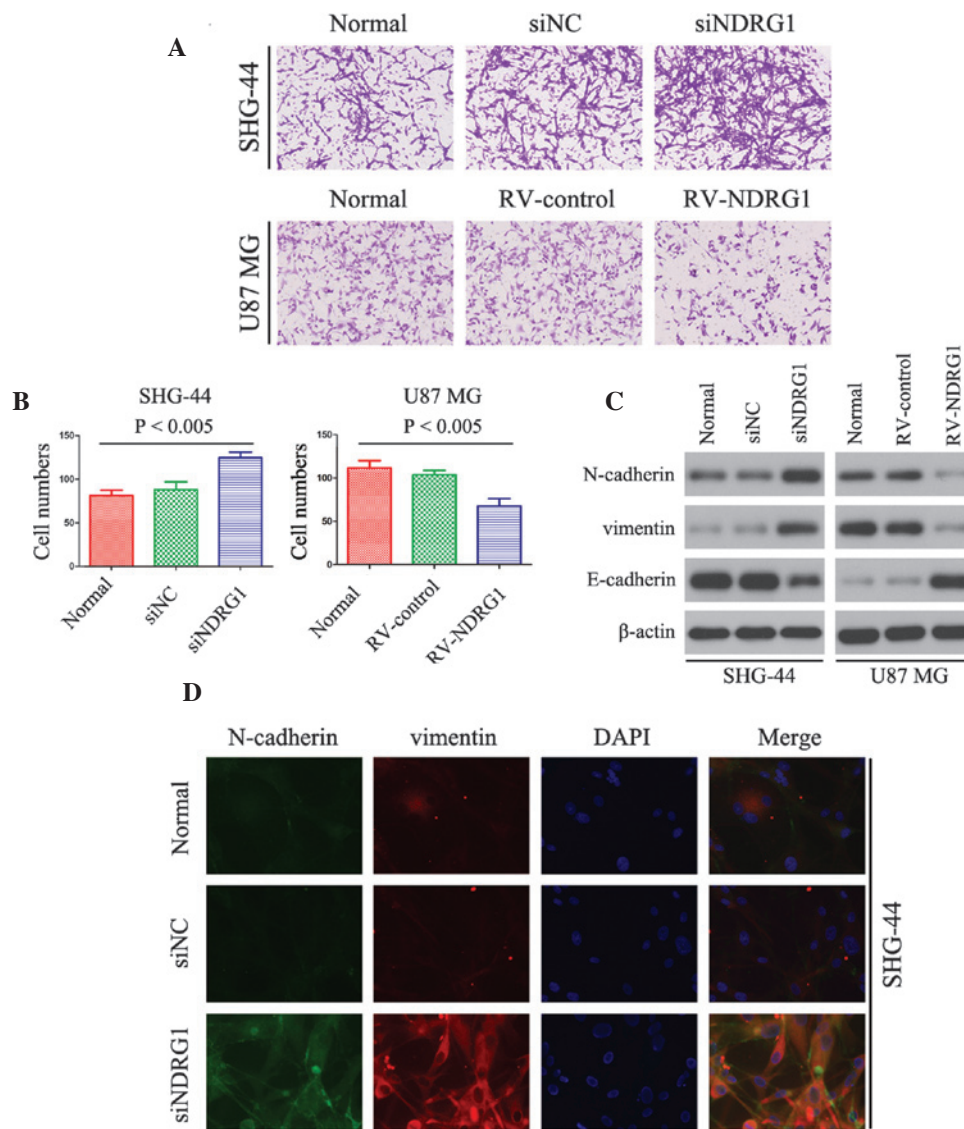 A
Normal siNC siNDRG1
SHG-44
Normal RV-control RV-NDRG1
U87 MG
B
SHG-44
P < 0.005
Cell numbers
150
100
50
0
Normal siNC siNDRG1
U87 MG
P < 0.005
Cell numbers
150
100
50
0
Normal RV-control RV-NDRG1
C
Normal siNC siNDRG1 Normal RV-control RV-NDRG1
N-cadherin
vimentin
E-cadherin
β-actin
SHG-44 U87 MG
D
N-cadherin vimentin DAPI Merge
Normal
siNC
siNDRG1
SHG-44